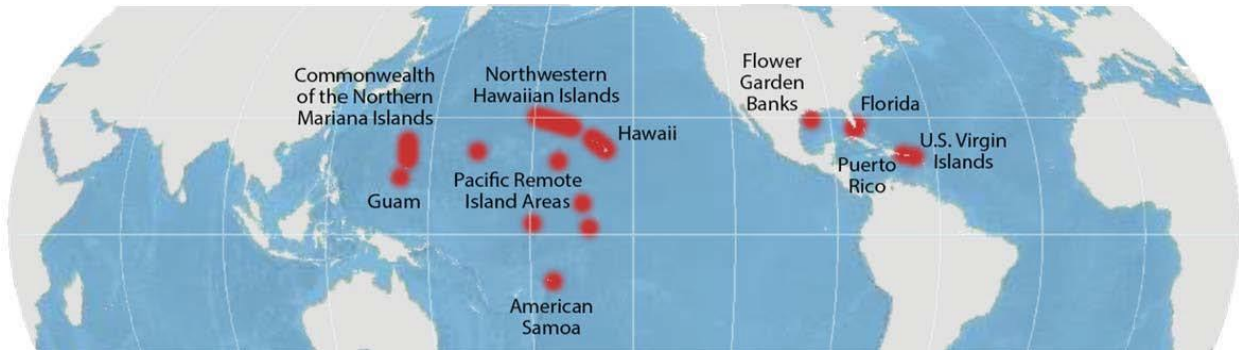 Commonwealth
of the Northern
Mariana Islands
Northwestern
Hawaiian Islands
Hawaii
Flower
Garden
Banks
Florida
U.S. Virgin
Islands
Puerto
Rico
Guam
Pacific Remote
Island Areas
American
Samoa